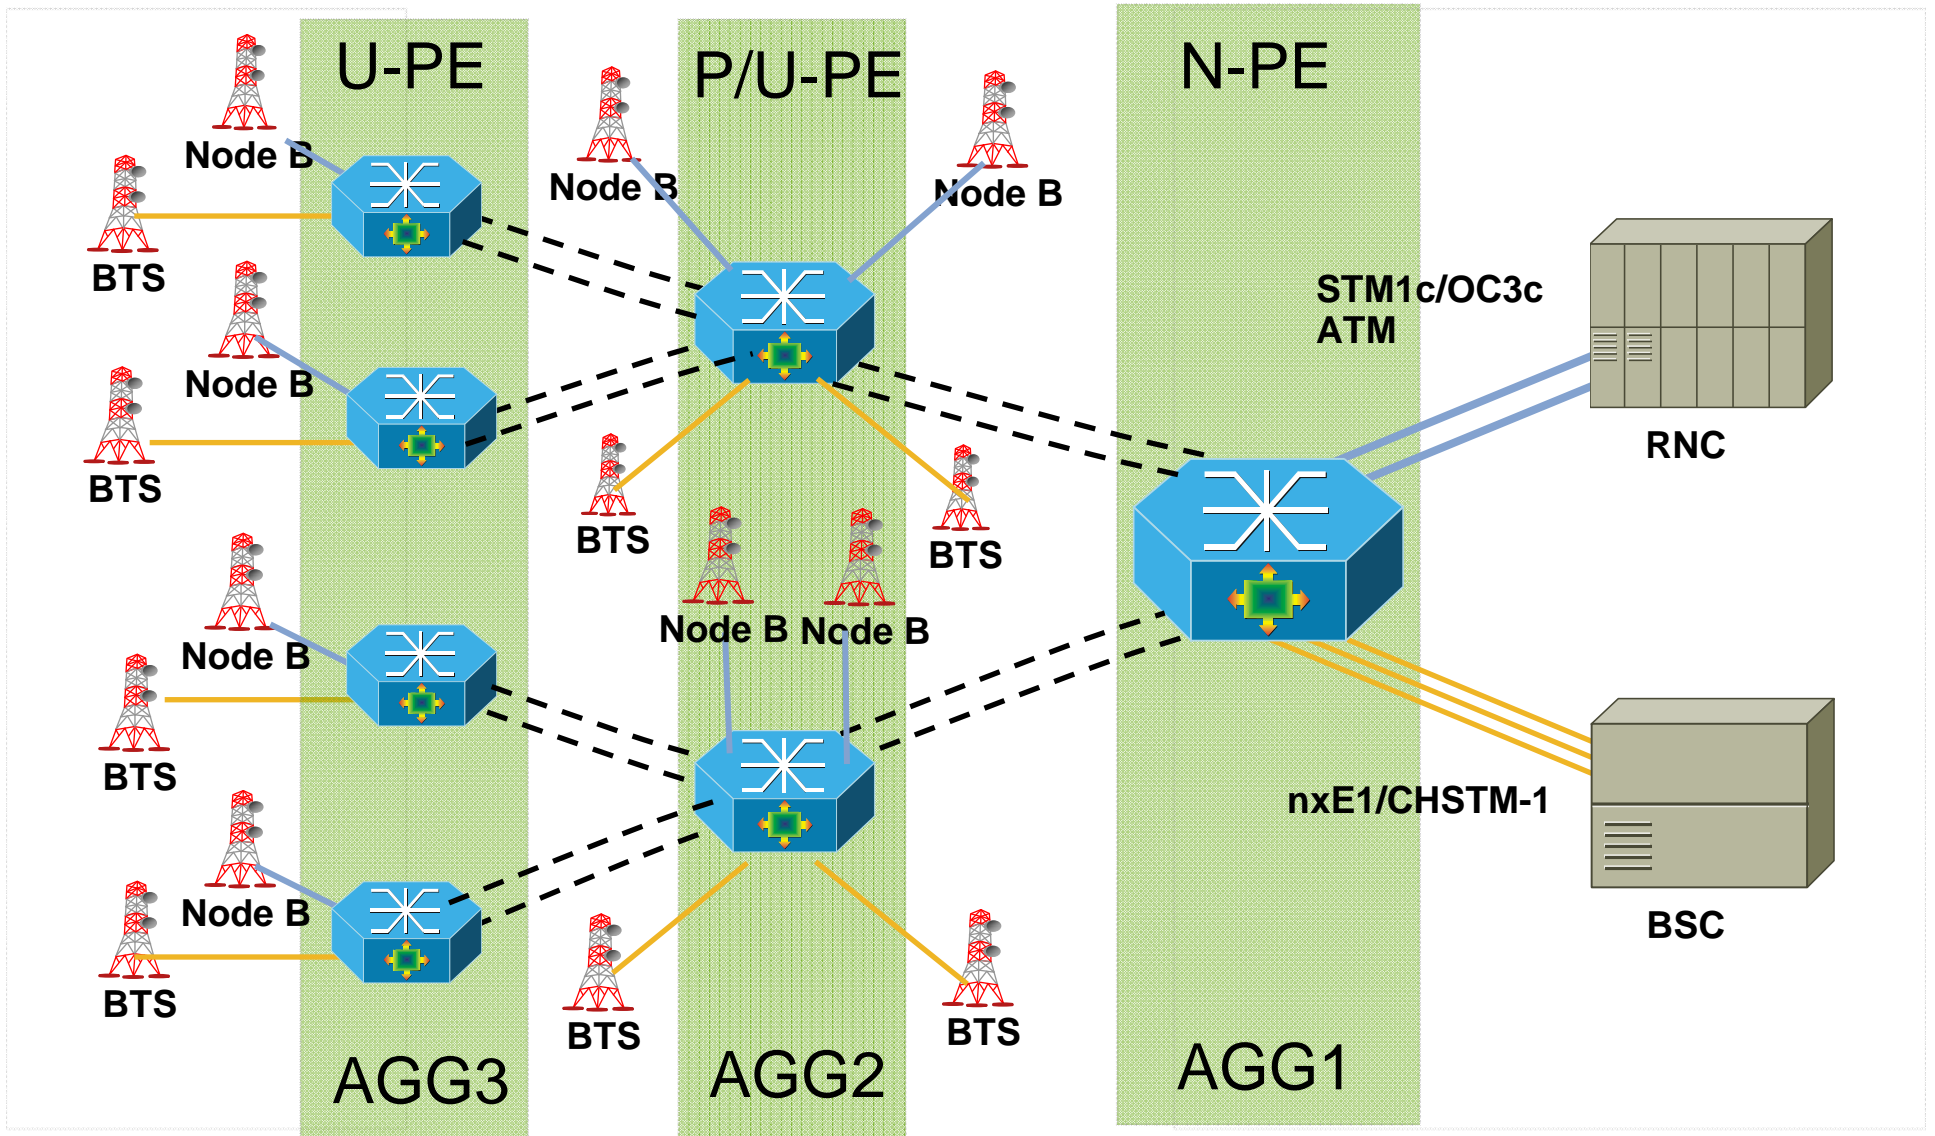 U-PE
P/U-PE
N-PE
Node B
Node B
Node B
BTS
STM1c/OC3c
ATM
Node B
RNC
BTS
BTS
BTS
Node B
Node B
Node B
BTS
nxE1/CHSTM-1
Node B
BSC
BTS
BTS
BTS
AGG3
AGG2
AGG1